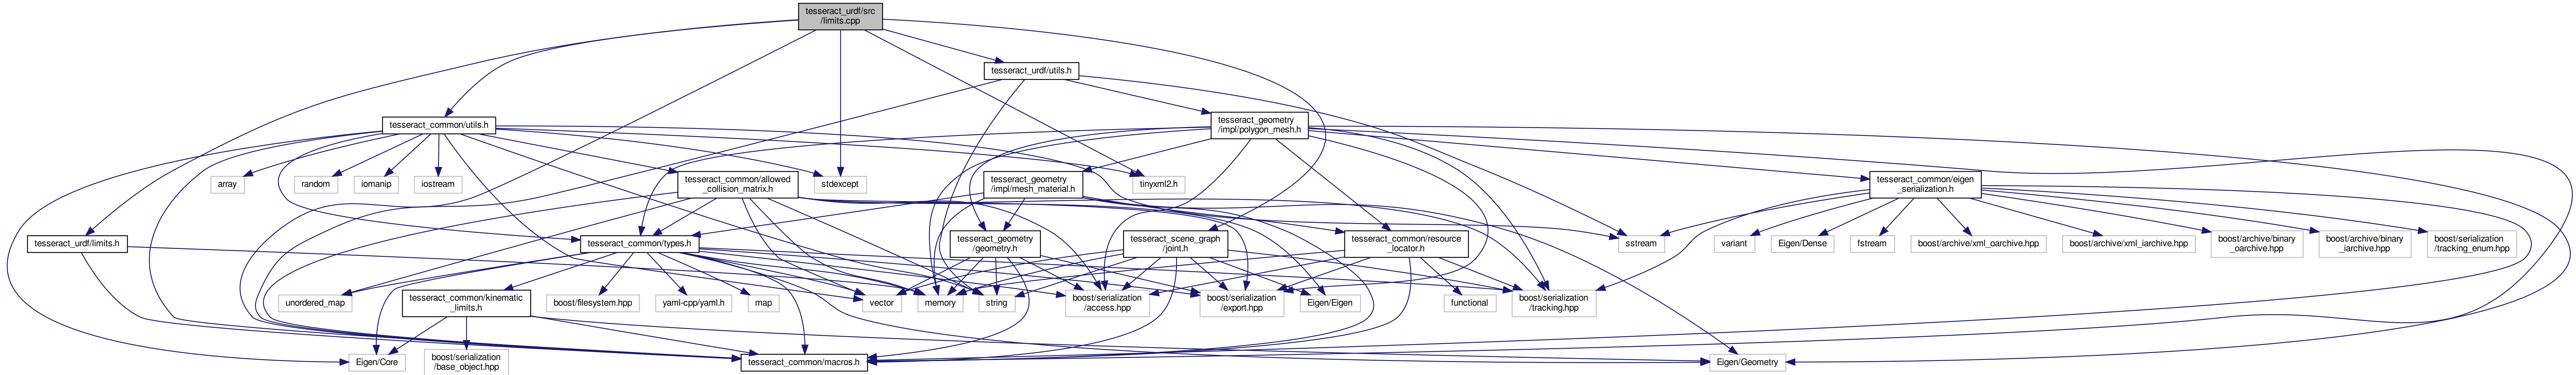 tesseract_urdf/src
/limits.cpp
tesseract_urdf/utils.h
tesseract_common/utils.h
tesseract_geometry
/impl/polygon_mesh.h
array
random
iomanip
iostream
tesseract_common/allowed
_collision_matrix.h
stdexcept
tesseract_geometry
/impl/mesh_material.h
tinyxml2.h
tesseract_common/eigen
_serialization.h
tesseract_urdf/limits.h
tesseract_common/types.h
tesseract_geometry
/geometry.h
tesseract_scene_graph
/joint.h
tesseract_common/resource
_locator.h
sstream
variant
Eigen/Dense
fstream
boost/archive/xml_oarchive.hpp
boost/archive/xml_iarchive.hpp
boost/archive/binary
_oarchive.hpp
boost/archive/binary
_iarchive.hpp
boost/serialization
/tracking_enum.hpp
unordered_map
tesseract_common/kinematic
_limits.h
boost/filesystem.hpp
yaml-cpp/yaml.h
map
vector
memory
string
boost/serialization
/access.hpp
boost/serialization
/export.hpp
Eigen/Eigen
functional
boost/serialization
/tracking.hpp
Eigen/Core
boost/serialization
/base_object.hpp
tesseract_common/macros.h
Eigen/Geometry